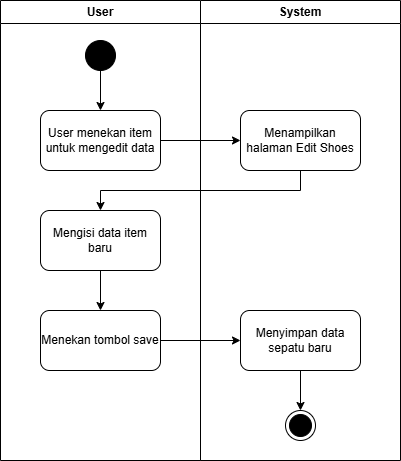 User
System
User menekan item
untuk mengedit data
Menampilkan
halaman Edit Shoes
Mengisi data item
baru
Menekan tombol save
Menyimpan data
sepatu baru